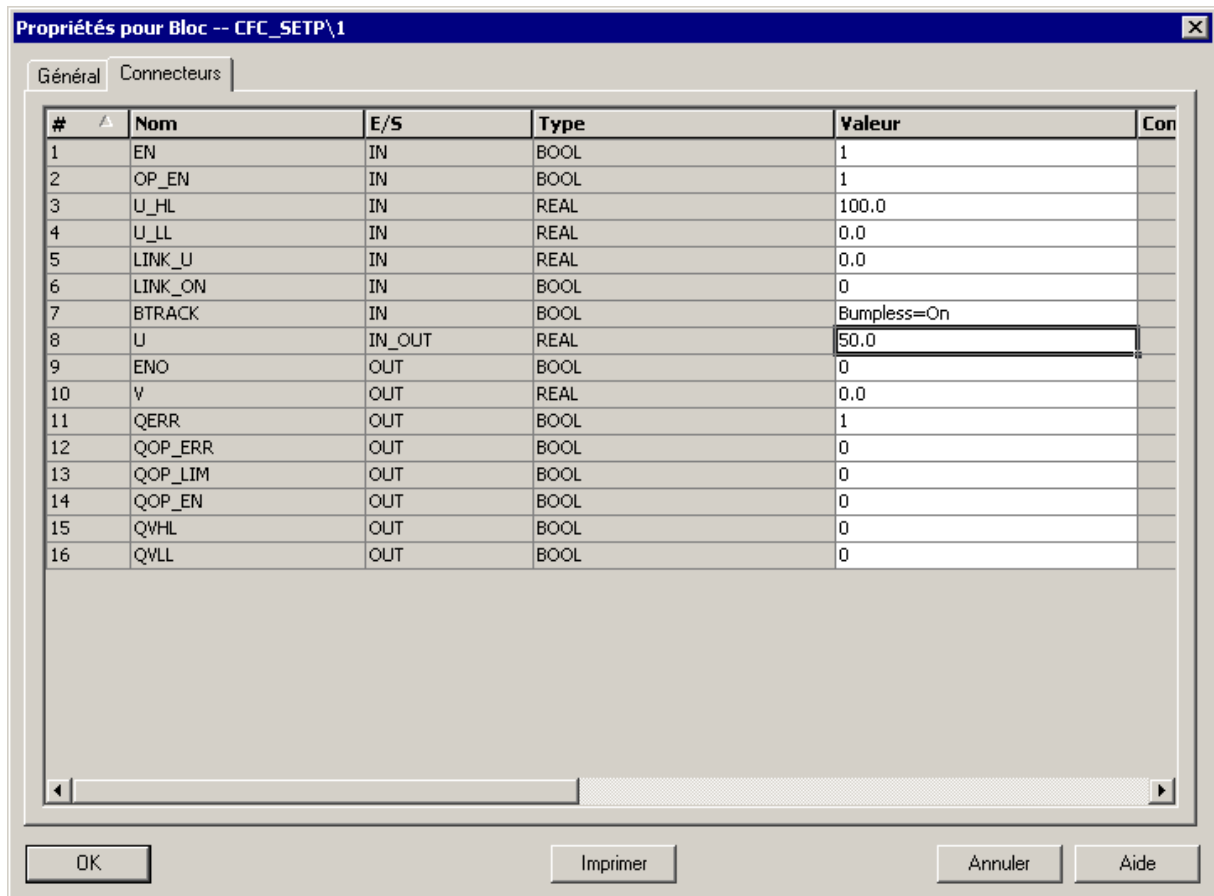 Propriétés pour Bloc -- CFC_SETP\1
Général Connecteurs
# Nom E/S Type Valeur Con
1 EN IN BOOL 1
2 OP_EN IN BOOL 1
3 U_HL IN REAL 100.0
4 U_LL IN REAL 0.0
5 LINK_U IN REAL 0.0
6 LINK_ON IN BOOL 0
7 BTRACK IN BOOL Bumpless=On
8 U IN_OUT REAL 50.0
9 ENO OUT BOOL 0
10 V OUT REAL 0.0
11 QERR OUT BOOL 1
12 QOP_ERR OUT BOOL 0
13 QOP_LIM OUT BOOL 0
14 QOP_EN OUT BOOL 0
15 QVHL OUT BOOL 0
16 QVLL OUT BOOL 0
OK Imprimer Annuler Aide